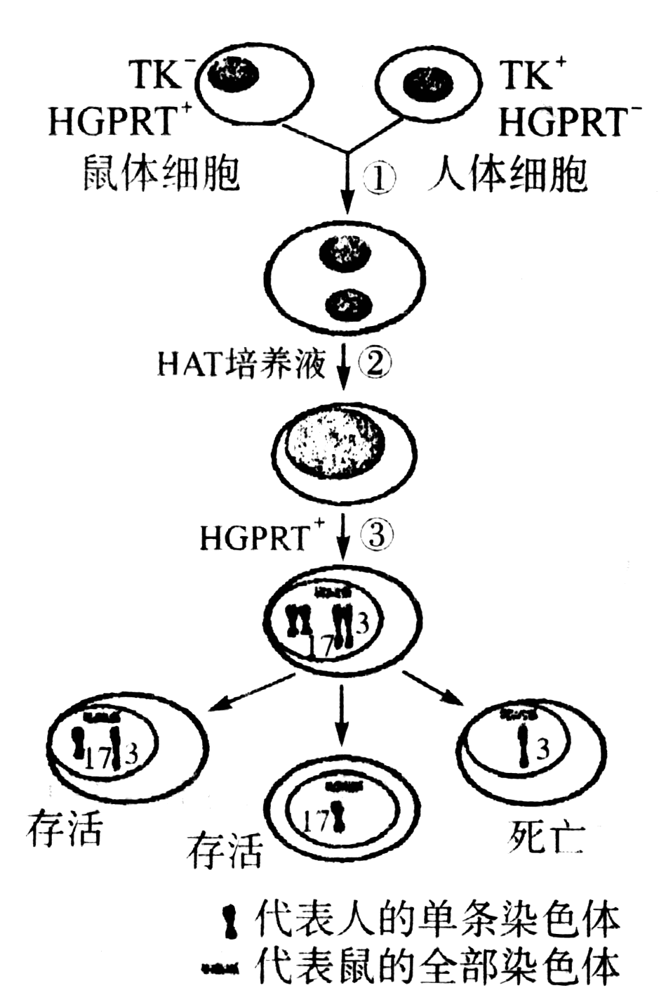 TK⁻
TK⁺
HGPRT⁺
HGPRT⁻
鼠体细胞
①
人体细胞
HAT培养液
②
HGPRT⁺
③
17
3
17
3
存活
17
存活
3
死亡
代表人的单条染色体
代表鼠的全部染色体